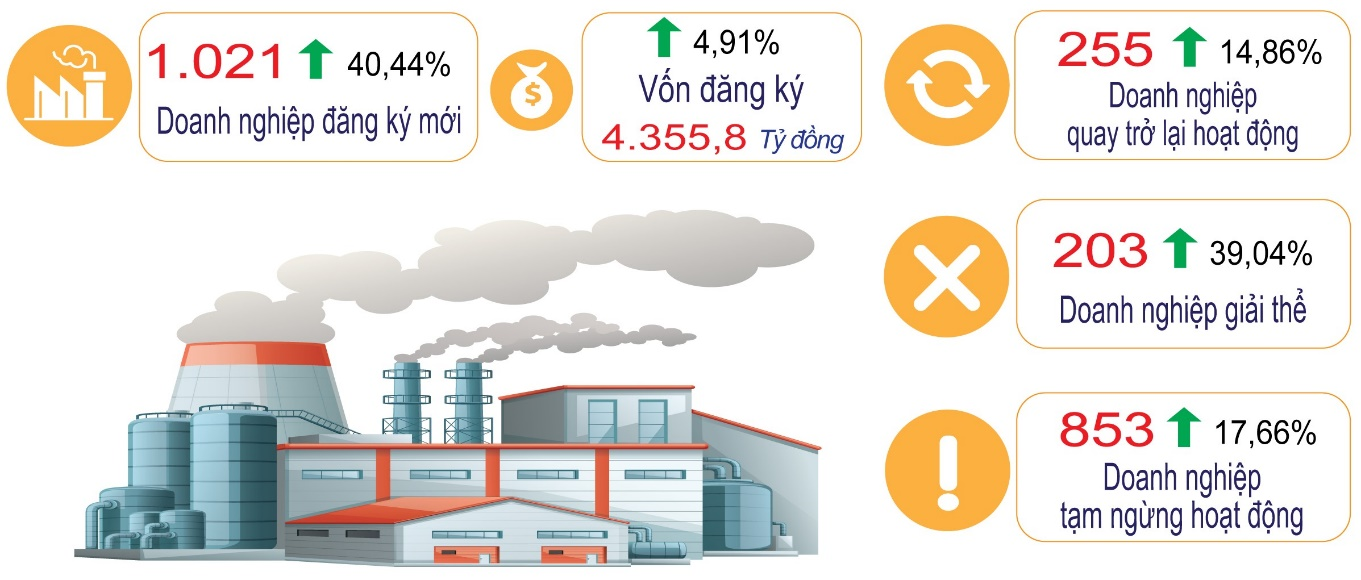 1.021 40,44%
Doanh nghiệp đăng ký mới
4,91%
Vốn đăng ký
4.355,8 Tỷ đồng
255 14,86%
Doanh nghiệp
quay trở lại hoạt động
203 39,04%
Doanh nghiệp giải thể
853 17,66%
Doanh nghiệp
tạm ngừng hoạt động
$